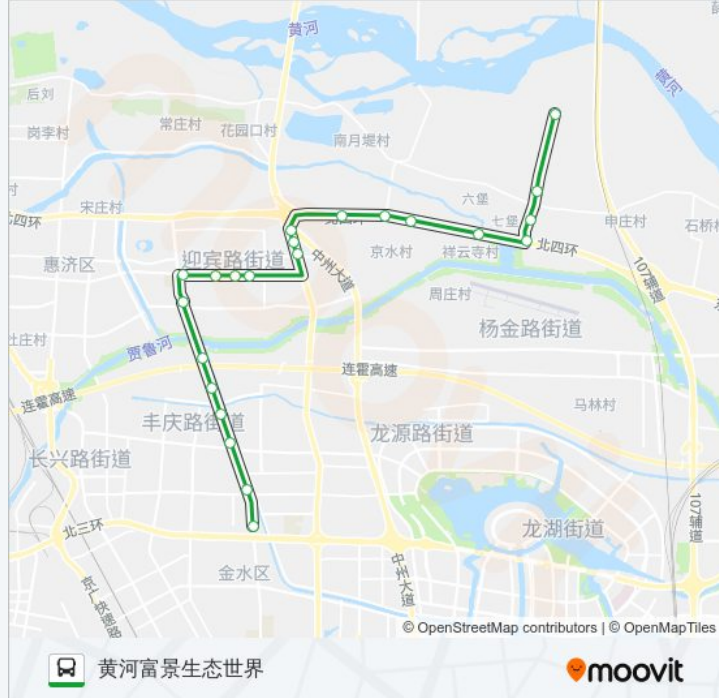 黄河
黄河
后刘
岗李村
常庄村
花园口村
南月堤村
六堡
宋庄村
北四环
七堡
申庄村
石桥
迎宾路街道
惠济区
中州大道
京水村
祥云寺村
北四环
107辅道
周庄村
杨金路街道
杜庄村
贾鲁河
连霍高速
连霍高速
马林村
丰庆路街道
龙源路街道
长兴路街道
107辅道
龙湖街道
北三环
金水区
中州大道
京广快速路
© OpenStreetMap contributors | © OpenMapTiles
黄河富景生态世界
moovit